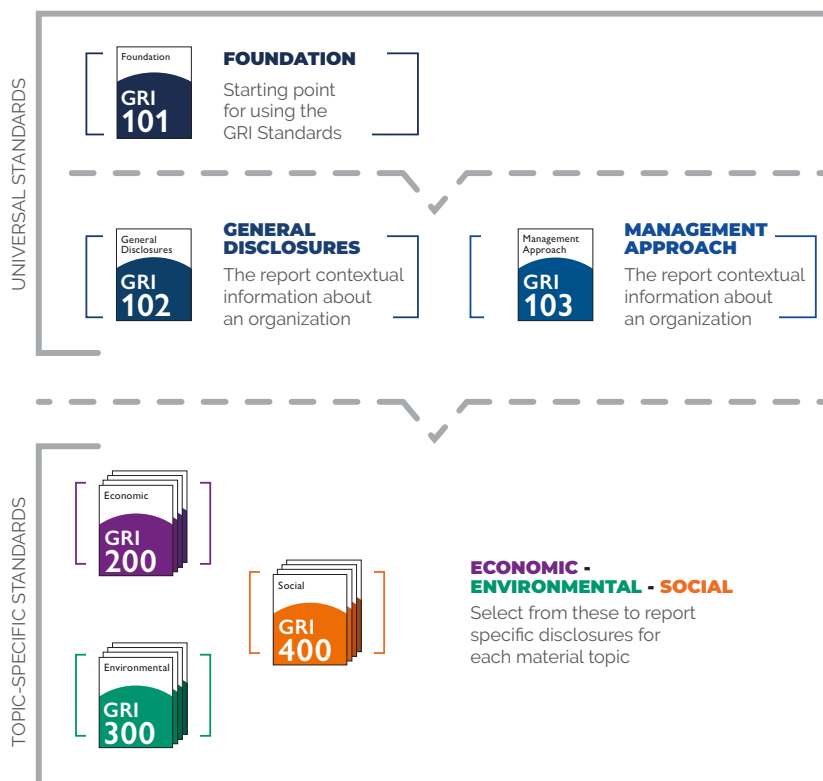 UNIVERSAL STANDARDS
Foundation
GRI
101
FOUNDATION
Starting point
for using the
GRI Standards
General
Disclosures
GRI
102
GENERAL
DISCLOSURES
The report contextual
information about
an organization
Management
Approach
GRI
103
MANAGEMENT
APPROACH
The report contextual
information about
an organization
TOPIC-SPECIFIC STANDARDS
Economic
GRI
200
Social
GRI
400
Environmental
GRI
300
ECONOMIC -
ENVIRONMENTAL - SOCIAL
Select from these to report
specific disclosures for
each material topic